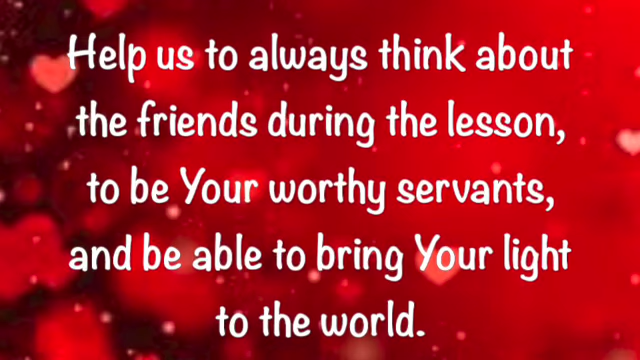 Help us to always think about
the friends during the lesson,
to be Your worthy servants,
and be able to bring Your light
to the world.